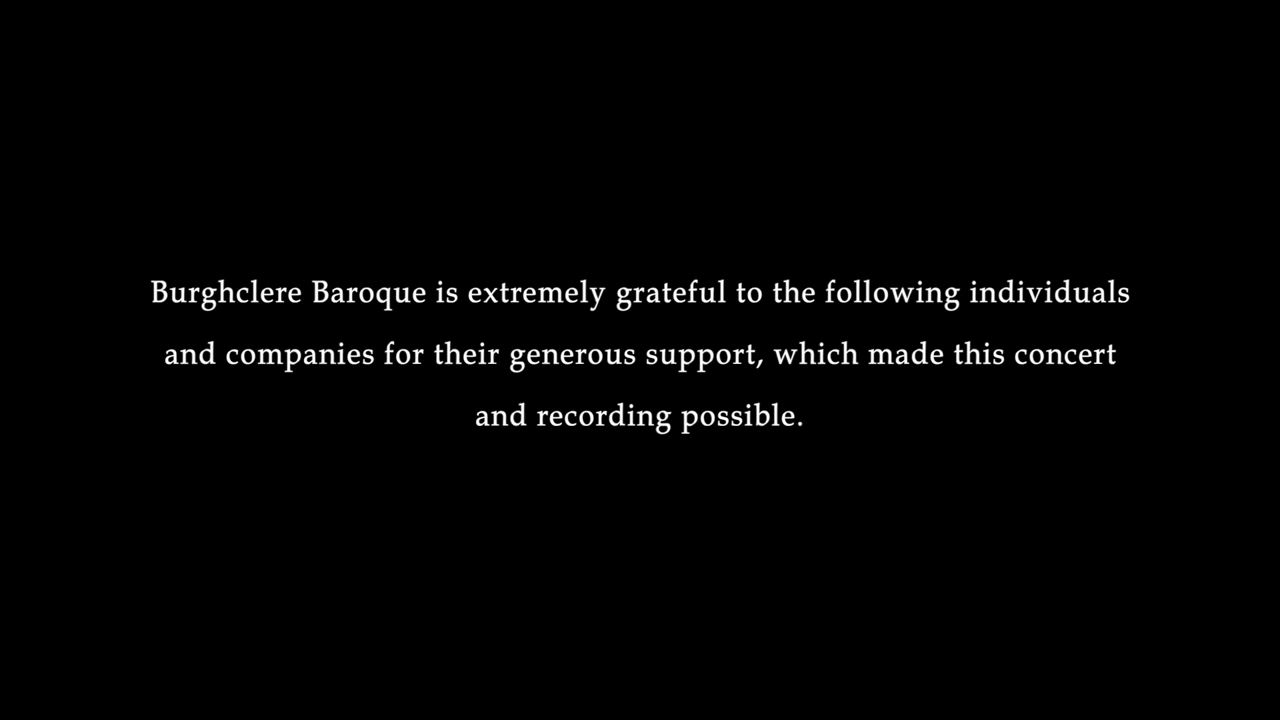 Burghclere Baroque is extremely grateful to the following individuals
and companies for their generous support, which made this concert
and recording possible.